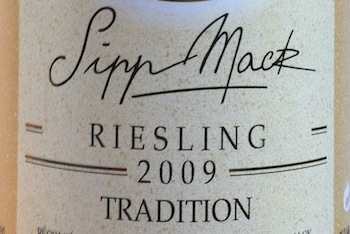 Sipp Mack
RIESLING
2009
TRADITION